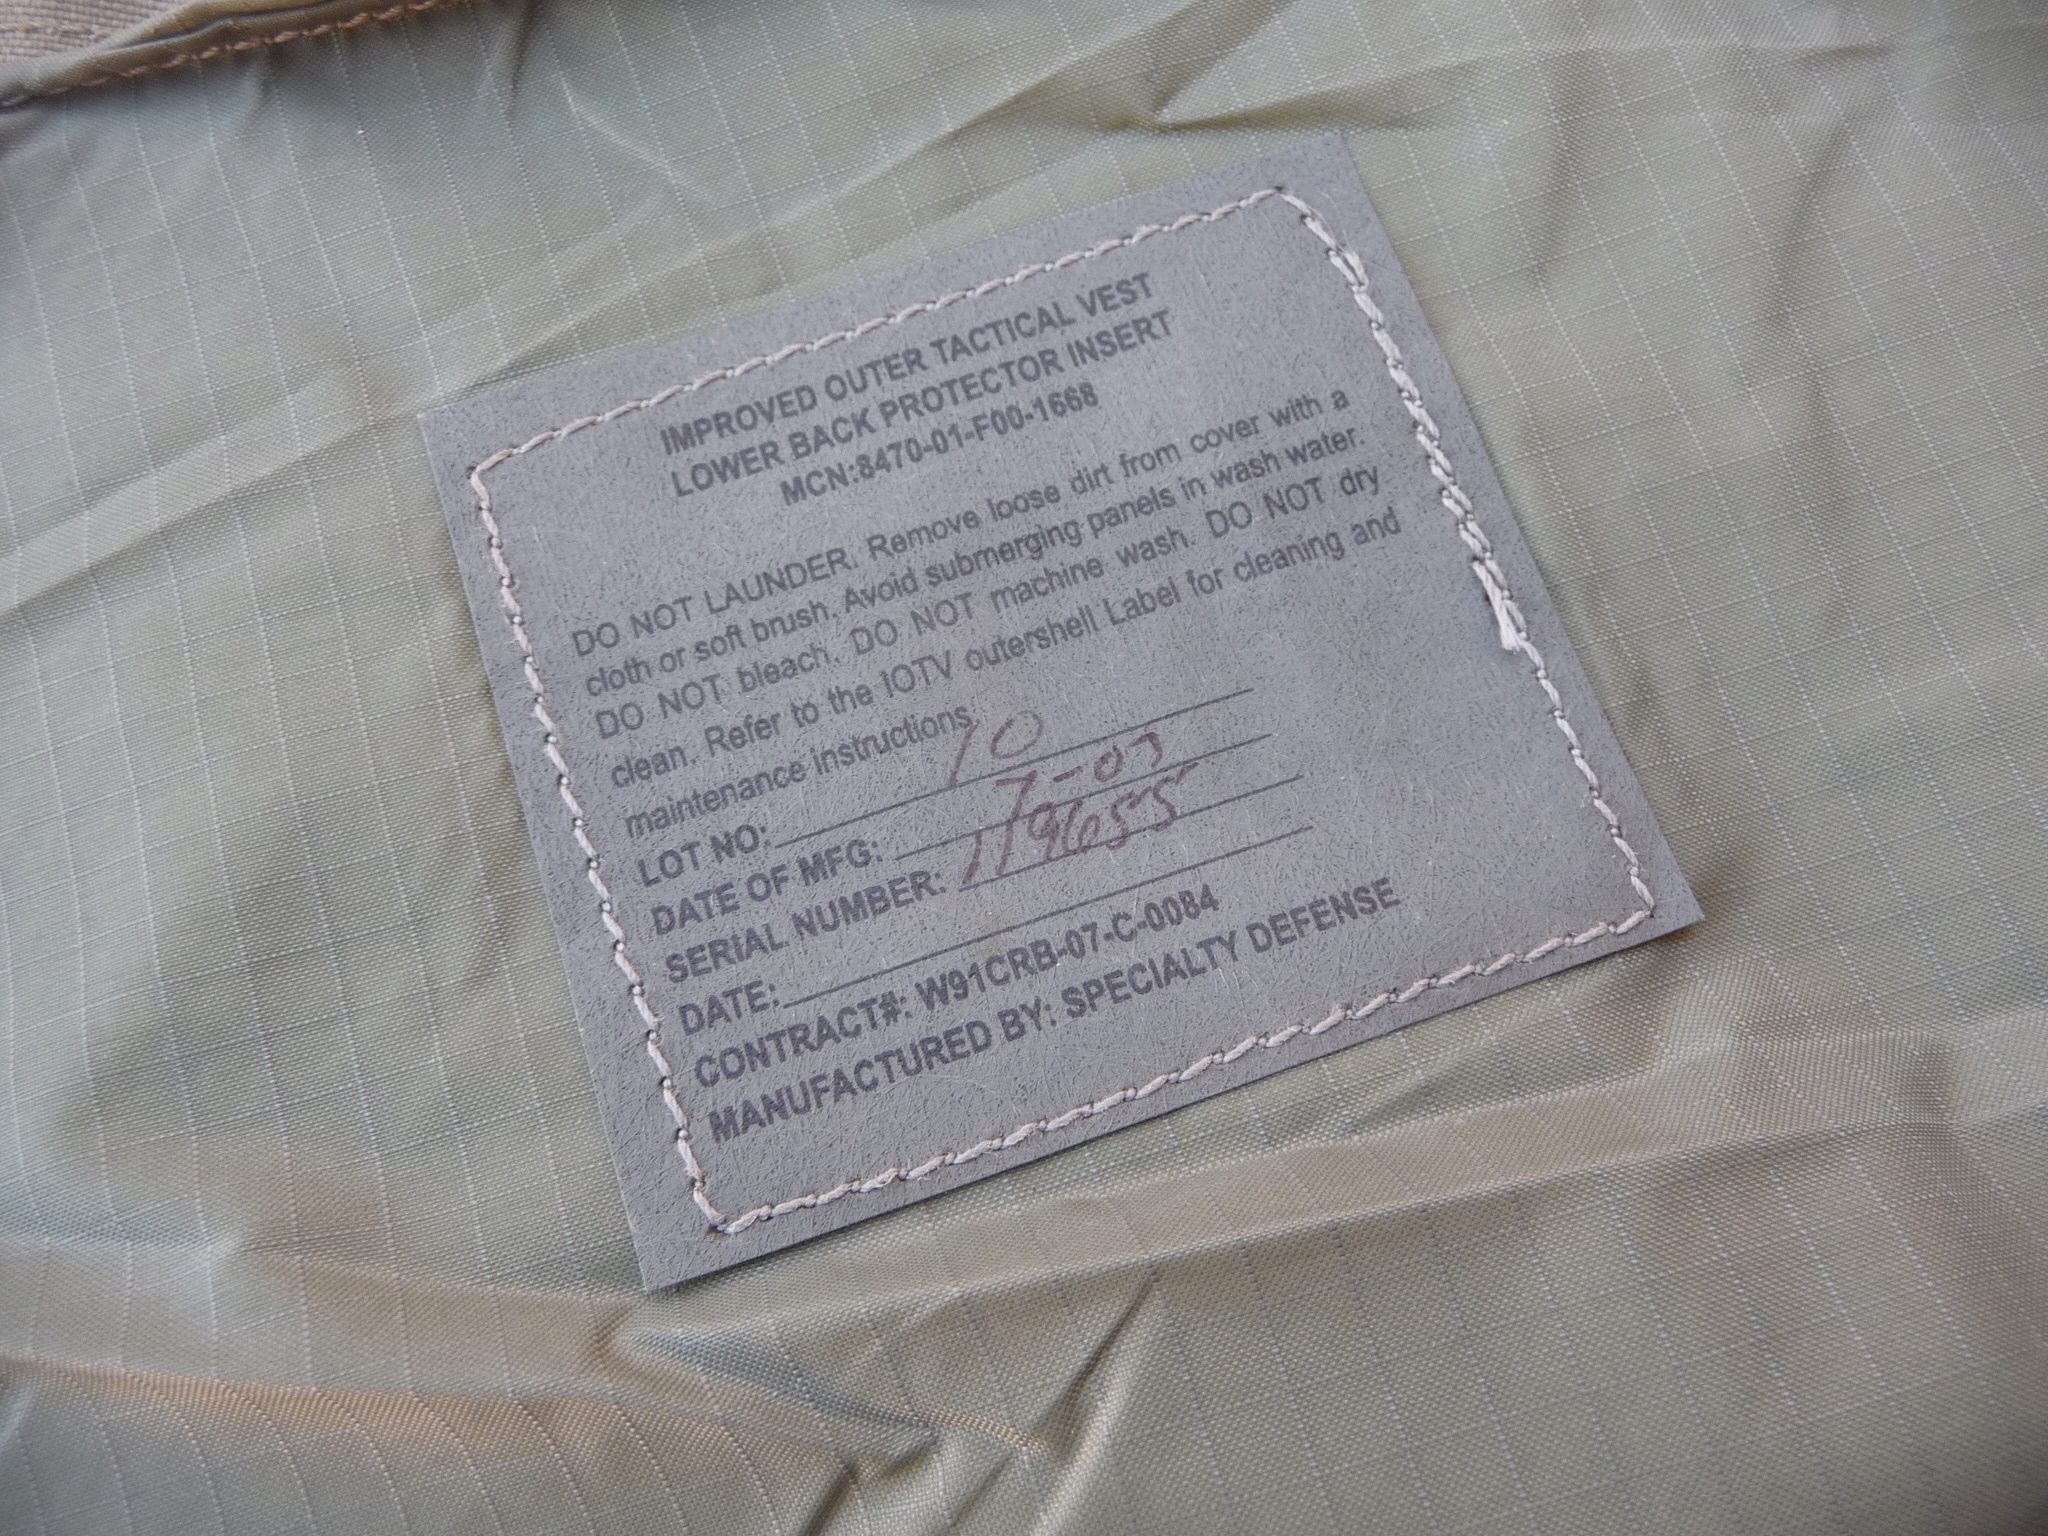 IMPROVED OUTER TACTICAL VEST
LOWER BACK PROTECTOR INSERT
MCN:8470-01-F00-1668
DO NOT LAUNDER. Remove loose dirt from cover with a
cloth or soft brush. Avoid submerging panels in wash water.
DO NOT bleach. DO NOT machine wash. DO NOT dry
clean. Refer to the IOTV outershell Label for cleaning and
maintenance instructions.
LOT NO: 10
DATE OF MFG: 7-07
SERIAL NUMBER: 119655
DATE:
CONTRACT#: W91CRB-07-C-0084
MANUFACTURED BY: SPECIALTY DEFENSE